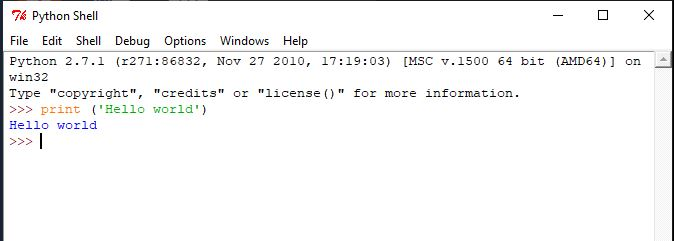 Python Shell
File Edit Shell Debug Options Windows Help
Python 2.7.1 (r271:86832, Nov 27 2010, 17:19:03) [MSC v.1500 64 bit (AMD64)] on
win32
Type "copyright", "credits" or "license()" for more information.
>>> print ('Hello world')
Hello world
>>>